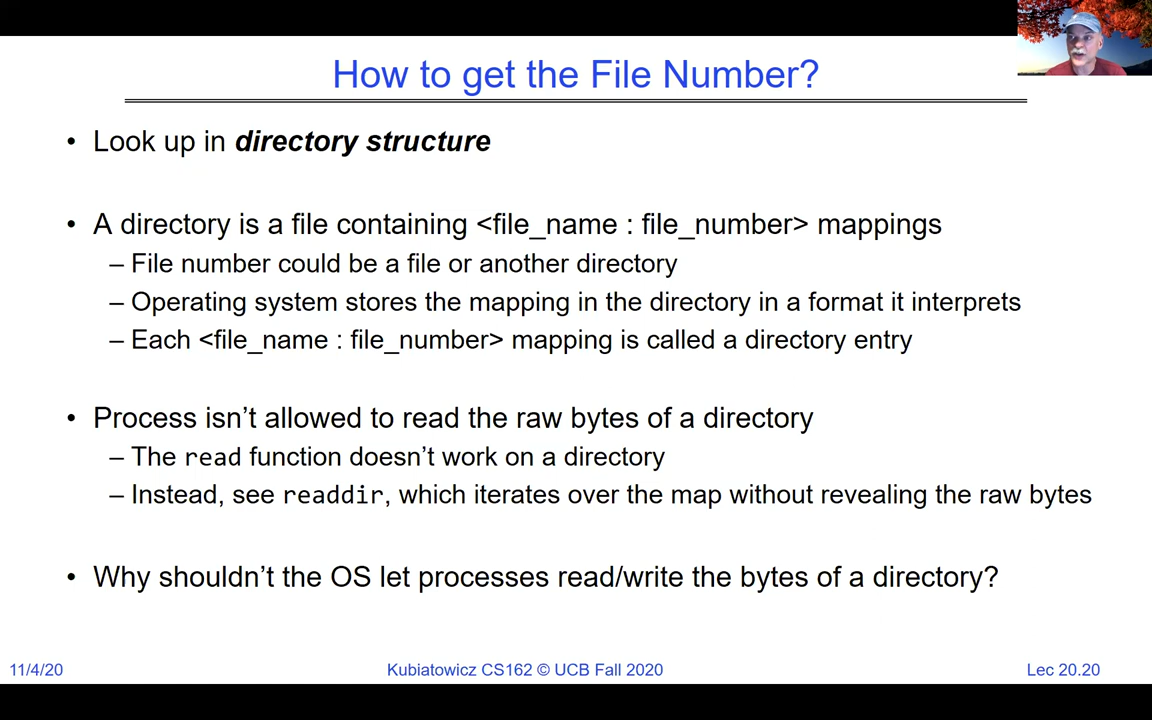 How to get the File Number?
• Look up in directory structure
• A directory is a file containing <file_name : file_number> mappings
– File number could be a file or another directory
– Operating system stores the mapping in the directory in a format it interprets
– Each <file_name : file_number> mapping is called a directory entry
• Process isn’t allowed to read the raw bytes of a directory
– The read function doesn’t work on a directory
– Instead, see readdir, which iterates over the map without revealing the raw bytes
• Why shouldn’t the OS let processes read/write the bytes of a directory?
11/4/20 Kubiatowicz CS162 © UCB Fall 2020 Lec 20.20